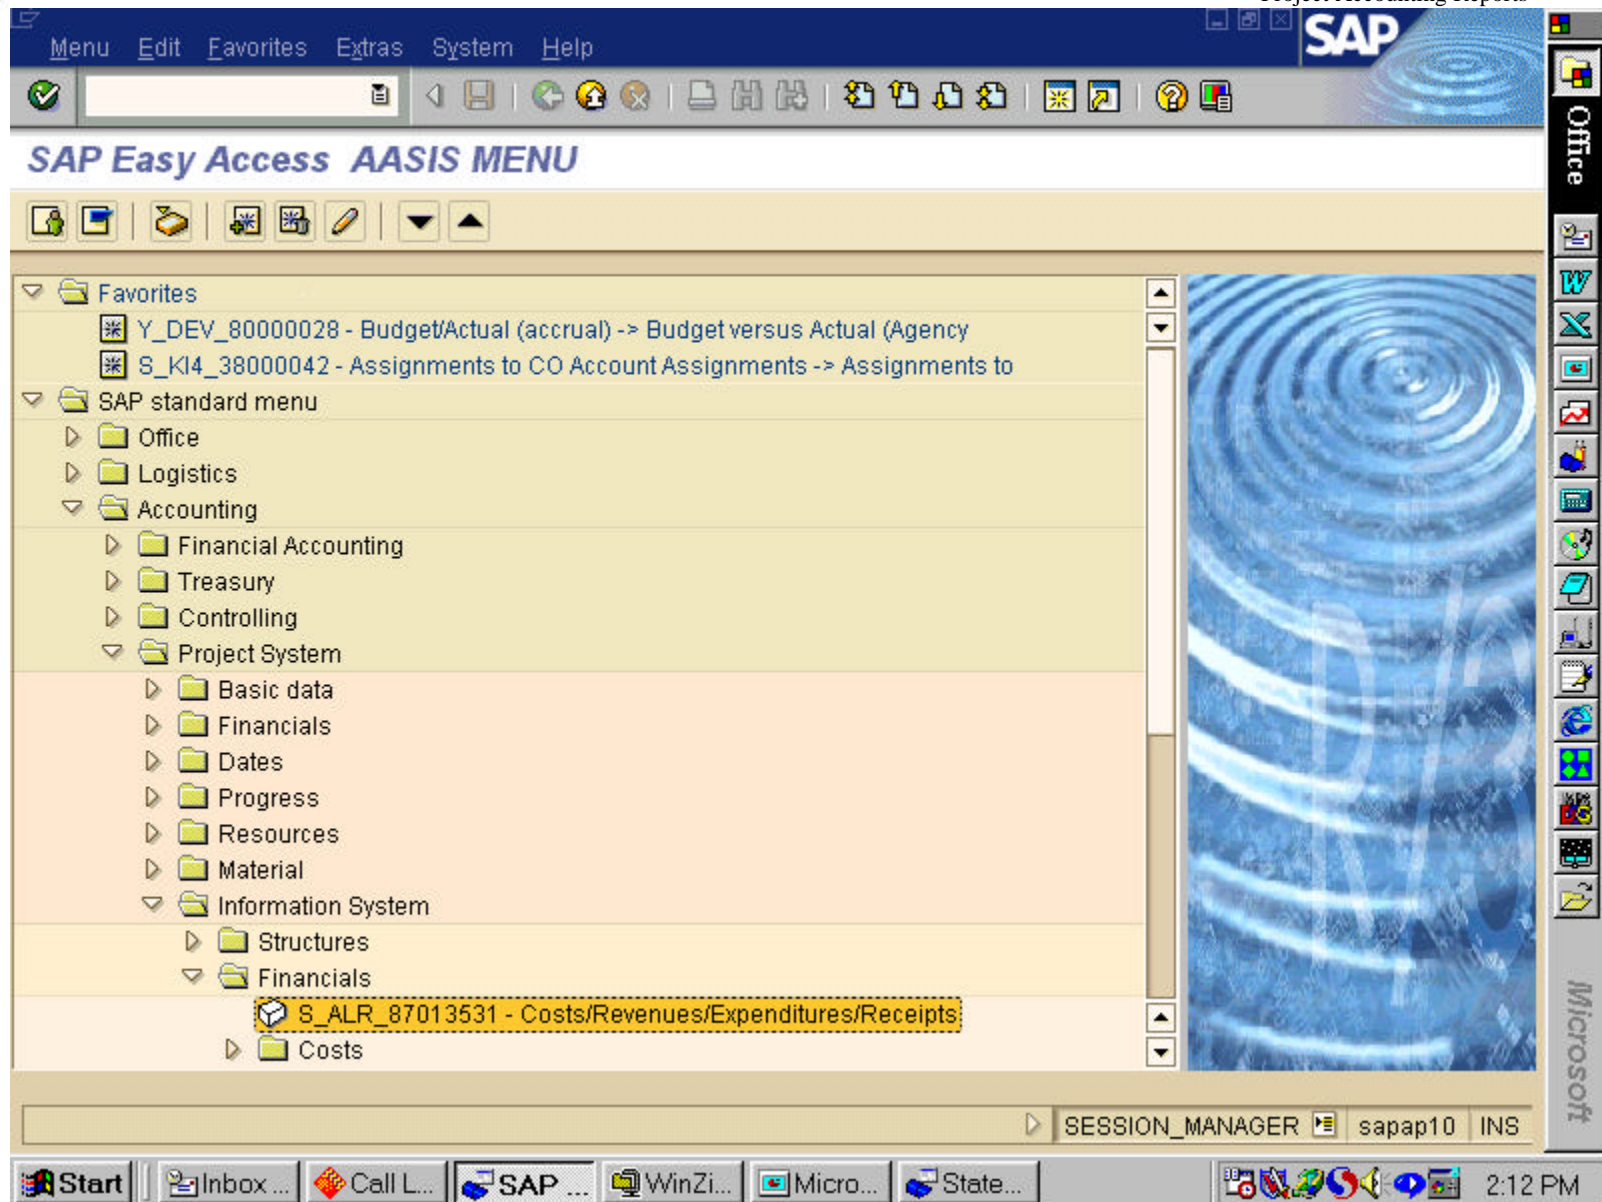 Project Accounting Reports
Menu Edit Favorites Extras System Help
SAP
SAP Easy Access AASIS MENU
Favorites
Y_DEV_80000028 - Budget/Actual (accrual) -> Budget versus Actual (Agency
S_KI4_38000042 - Assignments to CO Account Assignments -> Assignments to
SAP standard menu
Office
Logistics
Accounting
Financial Accounting
Treasury
Controlling
Project System
Basic data
Financials
Dates
Progress
Resources
Material
Information System
Structures
Financials
S_ALR_87013531 - Costs/Revenues/Expenditures/Receipts
Costs
SESSION_MANAGER sapap10 INS
Start Inbox ... Call L... SAP ... WinZi... Micro... State... 2:12 PM
Office
Microsoft